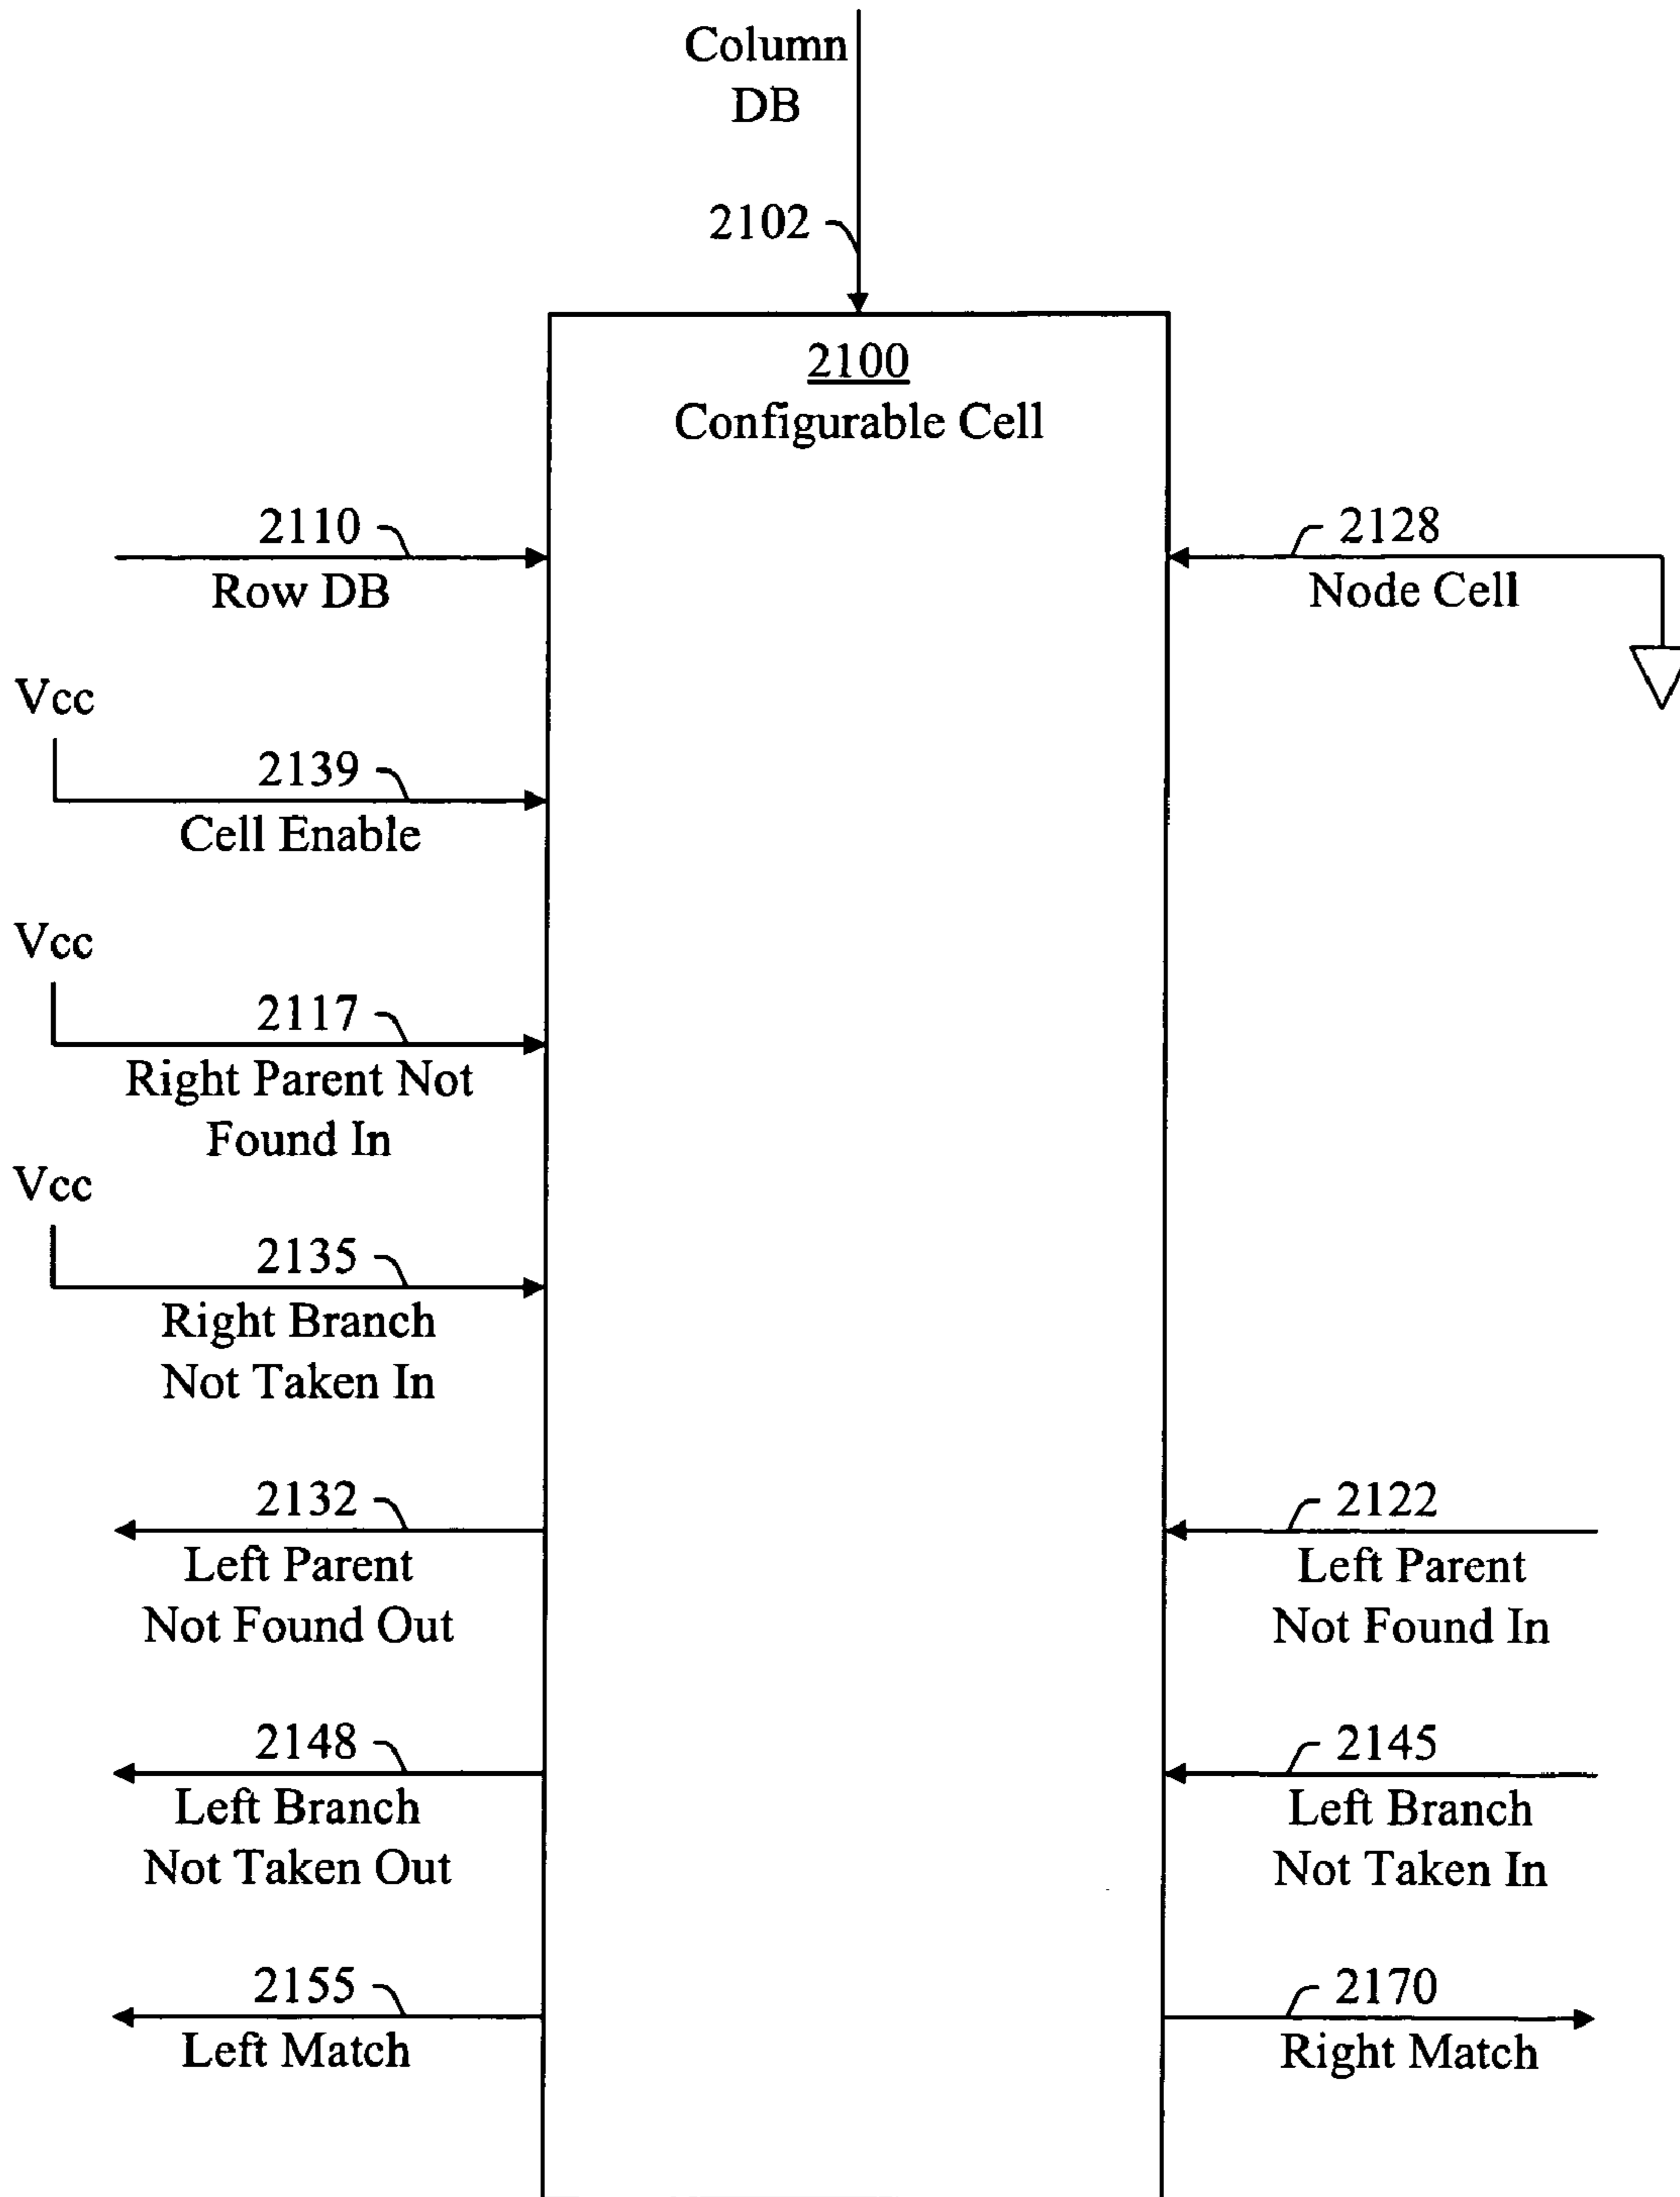 Column
DB
2102
2100
Configurable Cell
2110
Row DB
2128
Node Cell
Vcc
2139
Cell Enable
Vcc
2117
Right Parent Not
Found In
Vcc
2135
Right Branch
Not Taken In
2132
Left Parent
Not Found Out
2122
Left Parent
Not Found In
2148
Left Branch
Not Taken Out
2145
Left Branch
Not Taken In
2155
Left Match
2170
Right Match